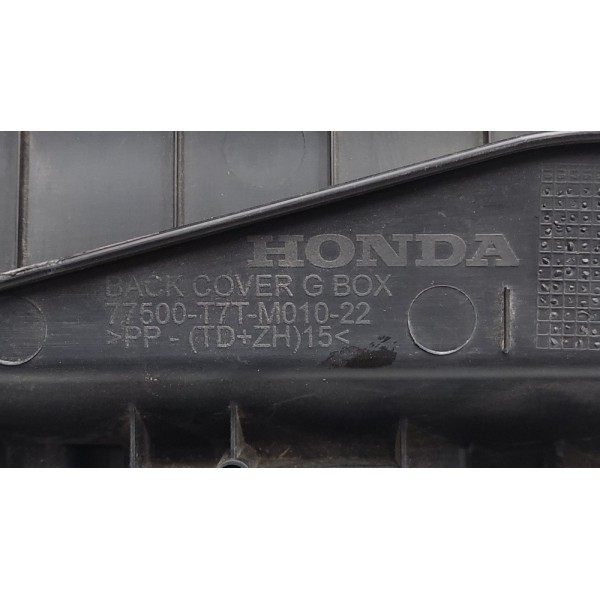 HONDA
BACK COVER G BOX
77500-T7T-M010-22
>PP - (TD+ZH)15<